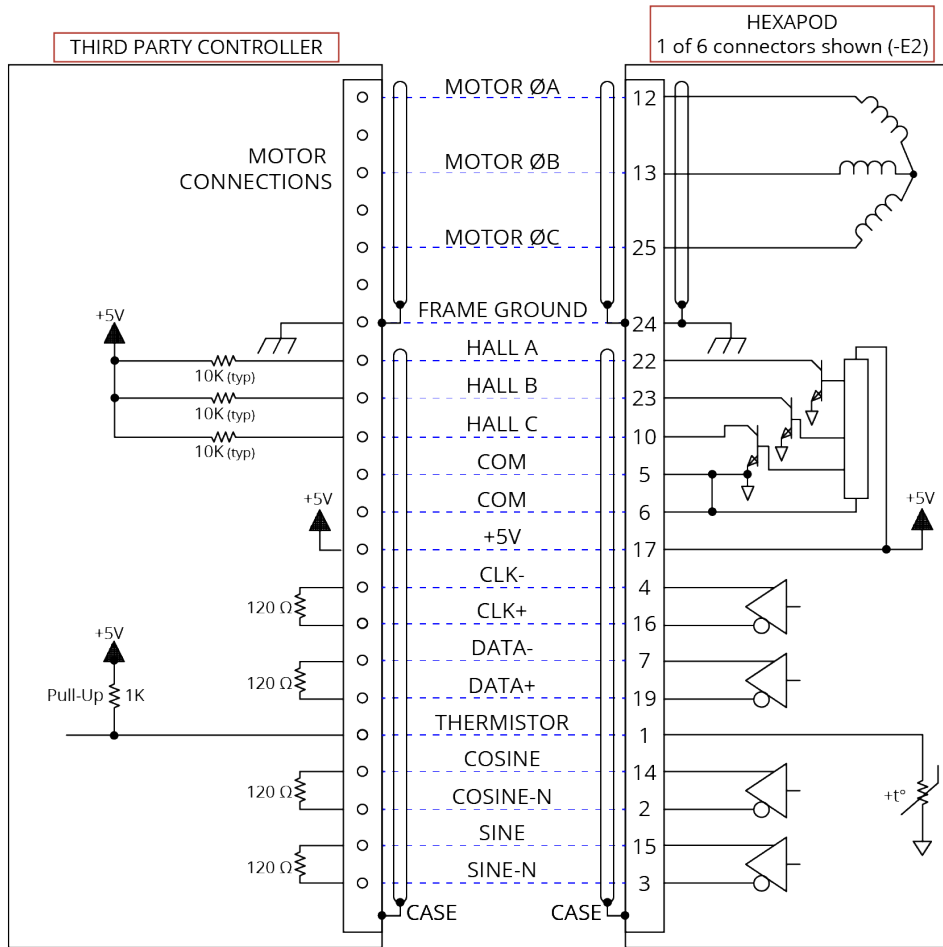 THIRD PARTY CONTROLLER
HEXAPOD
1 of 6 connectors shown (-E2)
MOTOR
CONNECTIONS
MOTOR ØA
12
MOTOR ØB
13
MOTOR ØC
25
FRAME GROUND
24
+5V
10K (typ)
HALL A
22
10K (typ)
HALL B
23
10K (typ)
HALL C
10
COM
5
COM
6
+5V
+5V
17
+5V
120 Ω
CLK-
4
CLK+
16
120 Ω
DATA-
7
DATA+
19
+5V
Pull-Up
1K
THERMISTOR
1
+t°
120 Ω
COSINE
14
COSINE-N
2
120 Ω
SINE
15
SINE-N
3
CASE
CASE